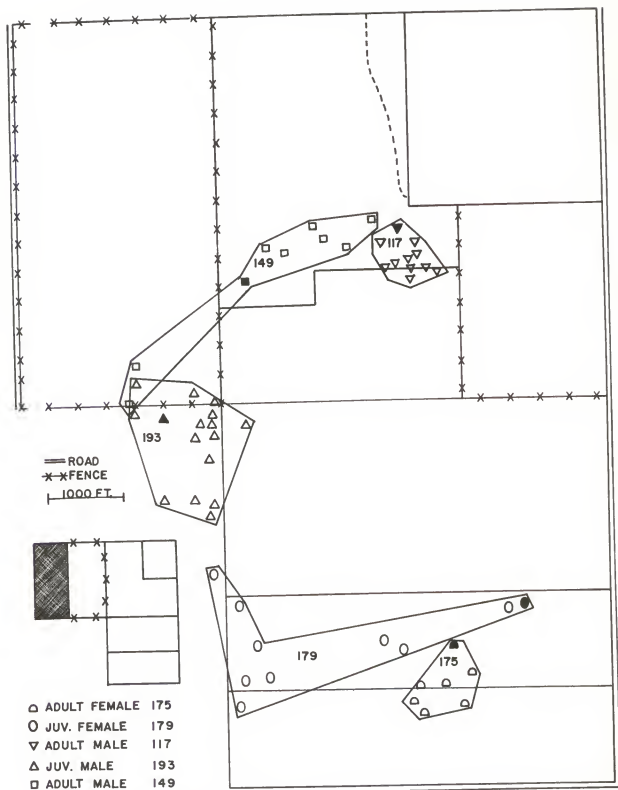 117
149
193
ROAD
FENCE
1000 FT.
179
175
ADULT FEMALE 175
JUV. FEMALE 179
ADULT MALE 117
JUV. MALE 193
ADULT MALE 149